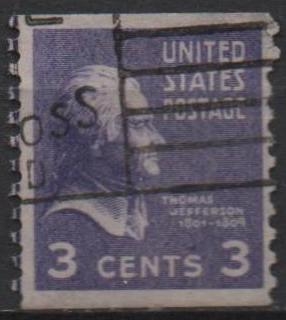 UNITED
STATES
POSTAGE
OSS
D.
THOMAS
JEFFERSON
1801-1809
3 CENTS 3